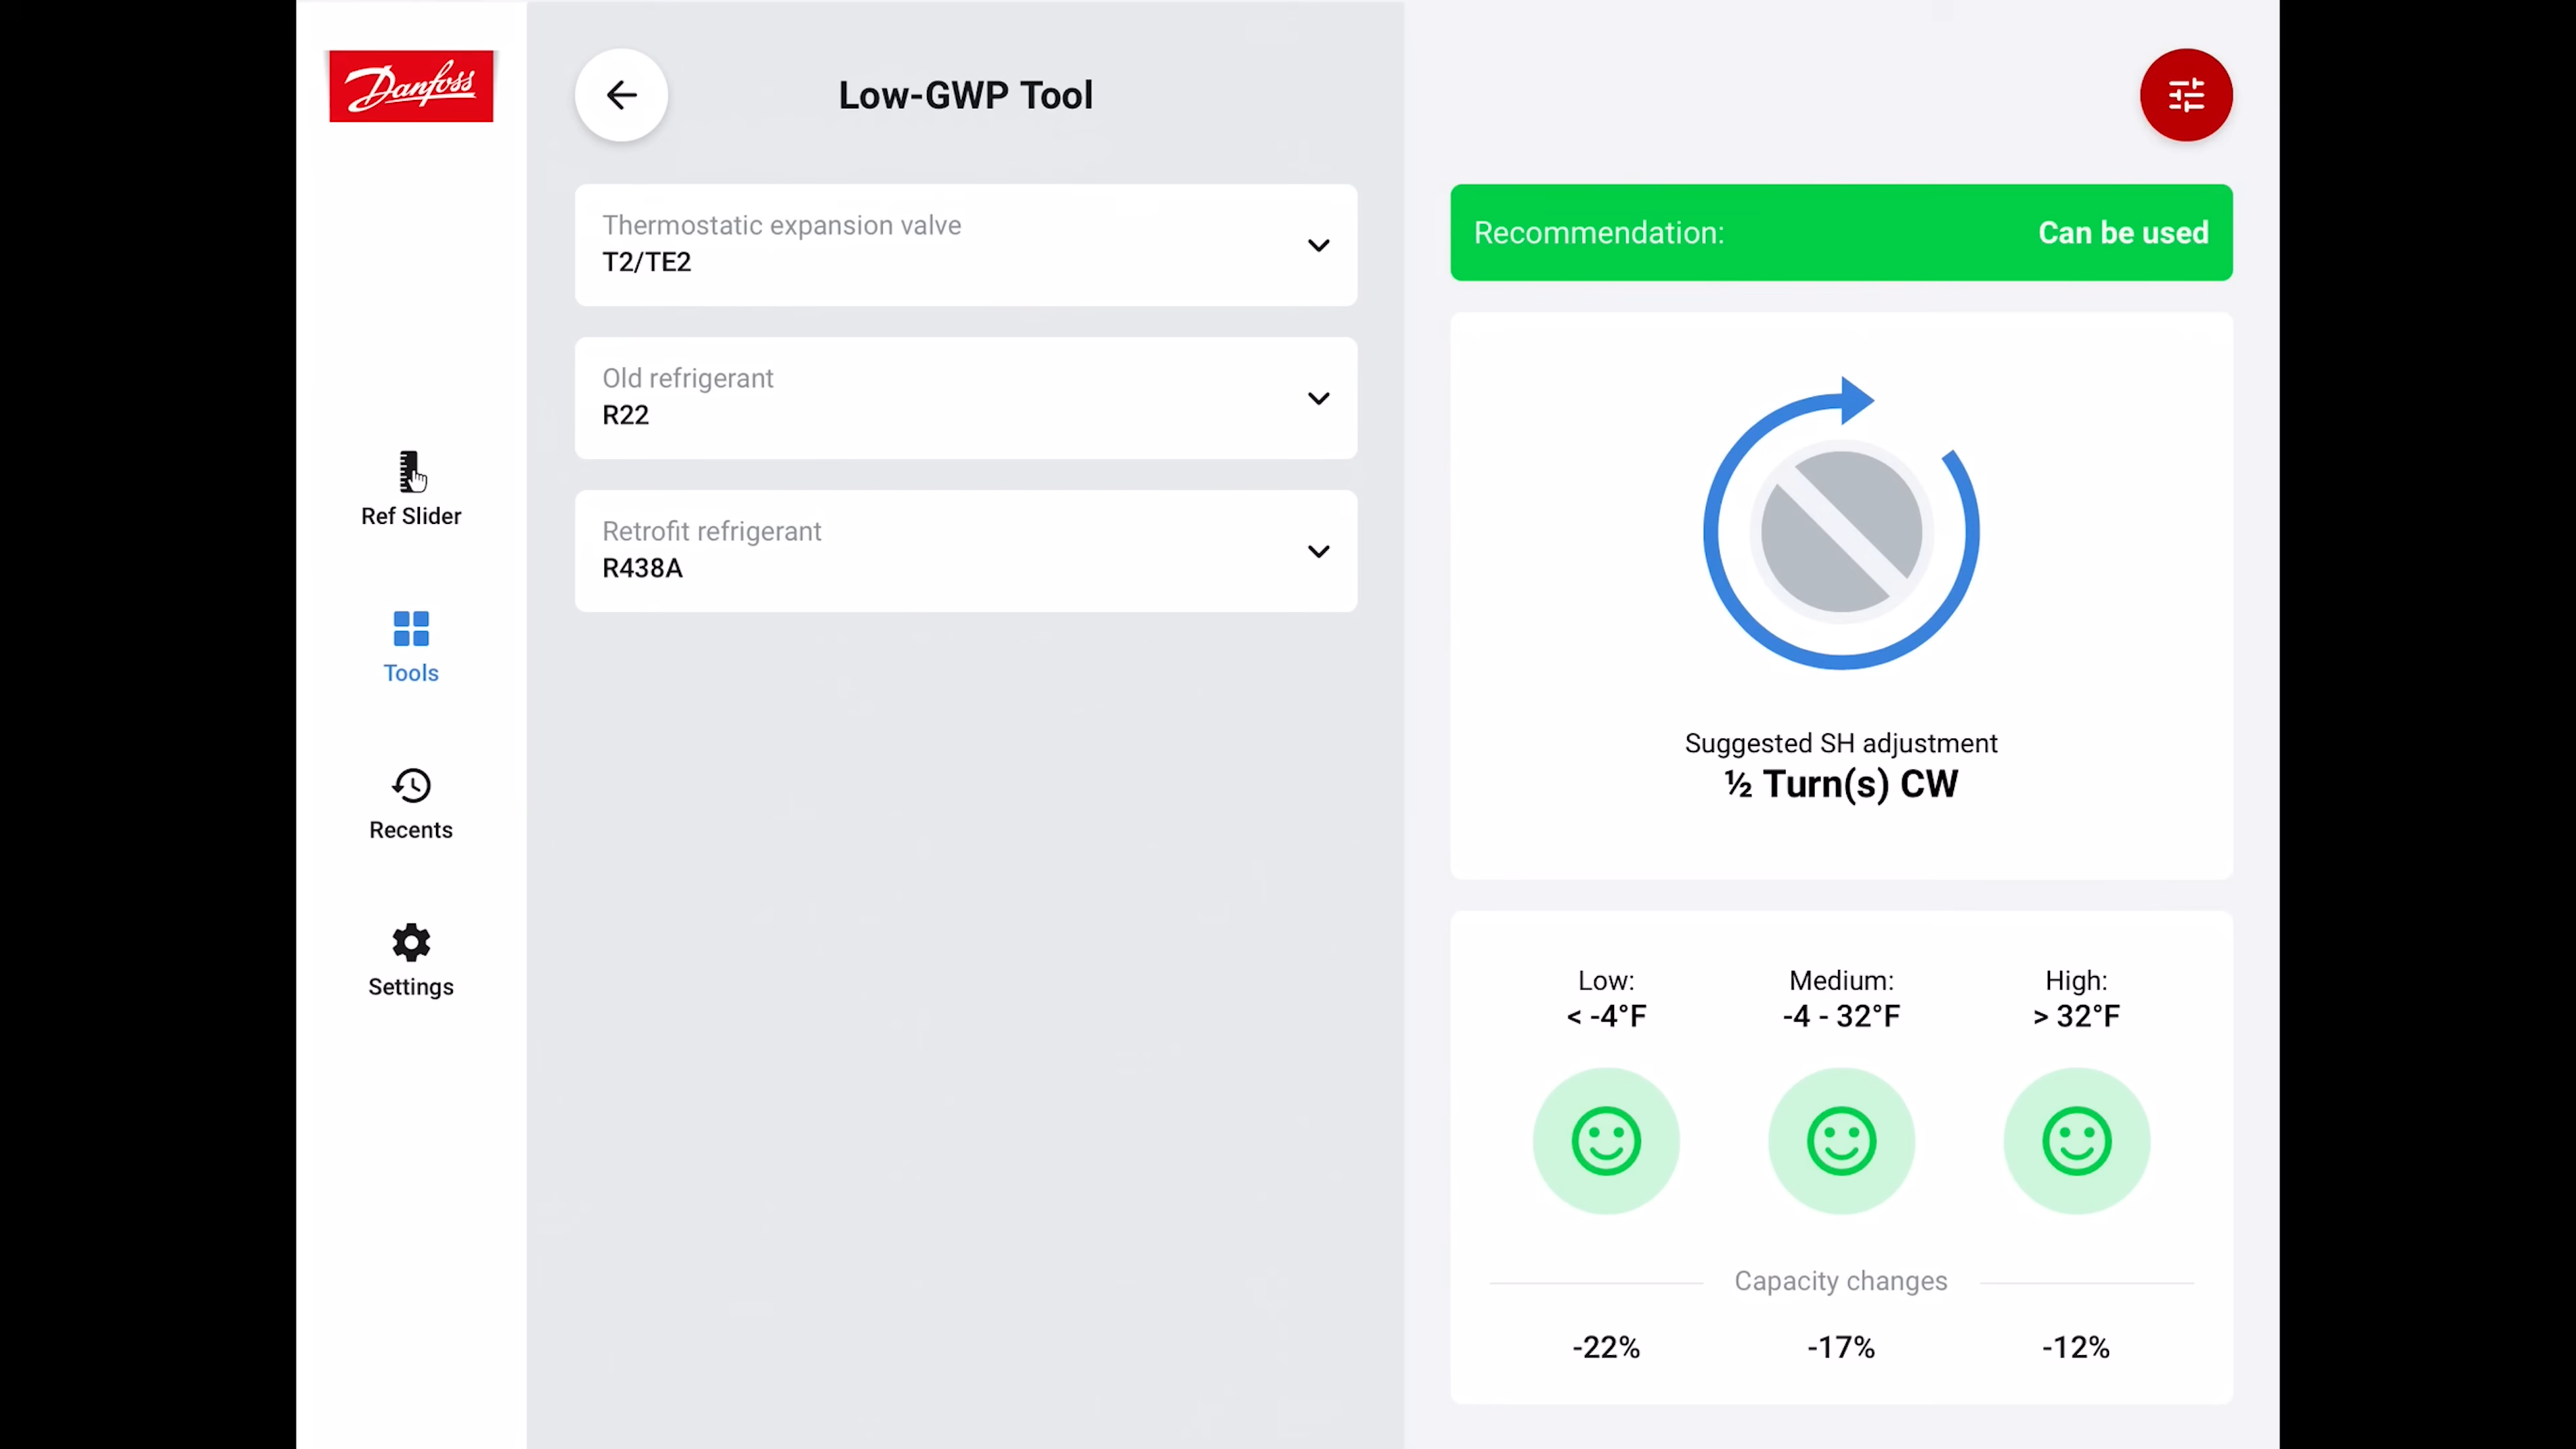 Danfoss
Ref Slider
Tools
Recents
Settings
Low-GWP Tool
Thermostatic expansion valve
T2/TE2
Old refrigerant
R22
Retrofit refrigerant
R438A
Recommendation: Can be used
Suggested SH adjustment
½ Turn(s) CW
Low: Medium: High:
< -4°F -4 - 32°F > 32°F
Capacity changes
-22% -17% -12%